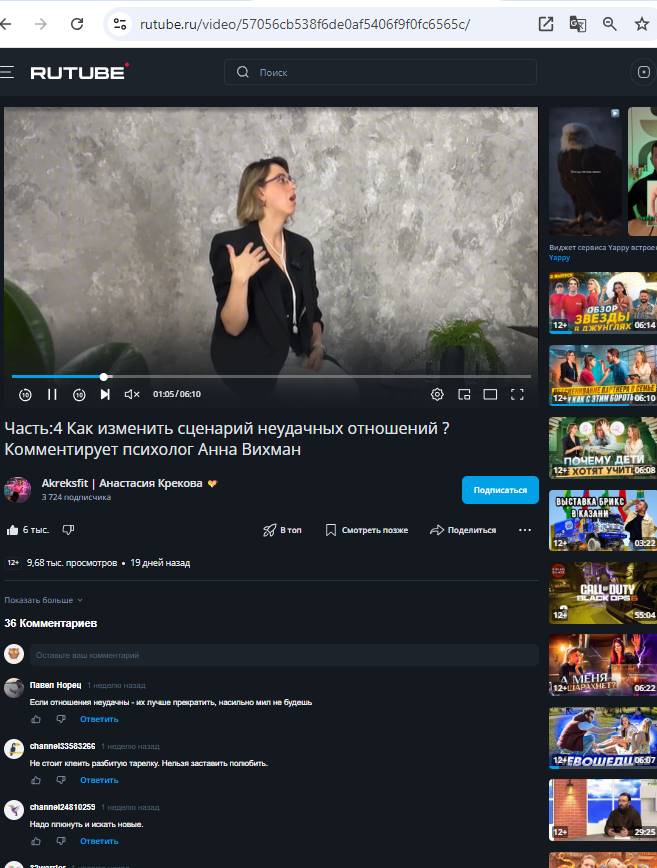 rutube.ru/video/57056cb538f6de0af5406f9f0fc6565c/
RUTUBE
Поиск
10
10
01:05/06:10
Часть:4 Как изменить сценарий неудачных отношений ?
Комментирует психолог Анна Вихман
Akreksfit | Анастасия Крекова
3 724 подписчика
Подписаться
6 тыс.
В топ
Смотреть позже
Поделиться
12+ 9,68 тыс. просмотров • 19 дней назад
Показать больше
36 Комментариев
Оставьте ваш комментарий
Павел Норец 1 неделю назад
Если отношения неудачны - их лучше прекратить, насильно мил не будешь
Ответить
channel33583266 1 неделю назад
Не стоит клеить разбитую тарелку. Нельзя заставить полюбить.
Ответить
channel24810255 1 неделю назад
Надо плюнуть и искать новые.
Ответить
Виджет сервиса Yappy встроен
Yappy
ОБЗОР
ЗВЕЗДЫ
В ДЖУНГЛЯХ
12+ 06:14
И КАК С ЭТИМ БОРОТЬ
12+ 06:10
ПОЧЕМУ ДЕТИ
НЕ ХОТЯТ УЧИТЬ
12+ 06:08
ВЫСТАВКА БРИКС
В КАЗАНИ
03:22
CALL OF DUTY
BLACK OPS 6
12+ 55:04
А МЕНЯ
12+ 06:22
12+ 06:07
12+ 29:25